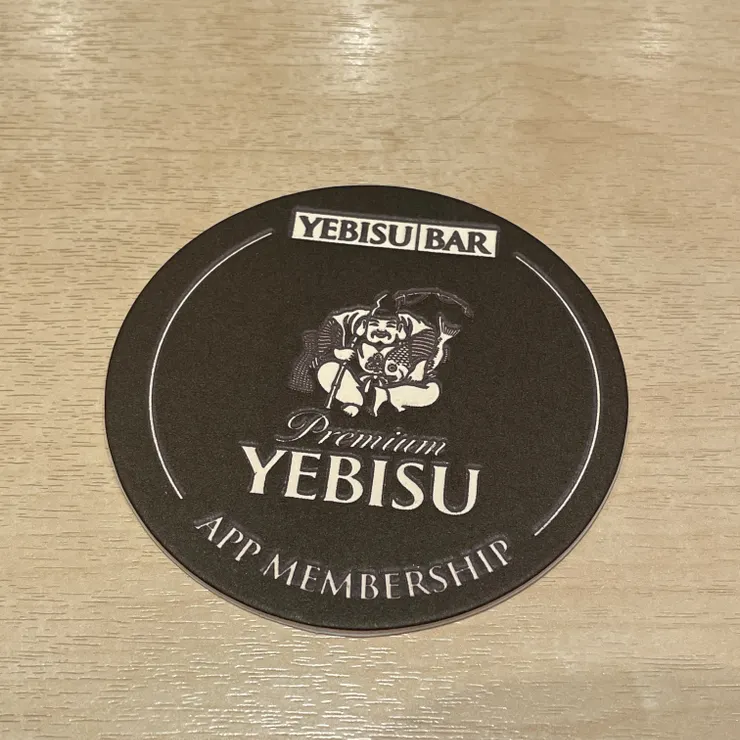 YEBISU BAR
Premium
YEBISU
APP MEMBERSHIP